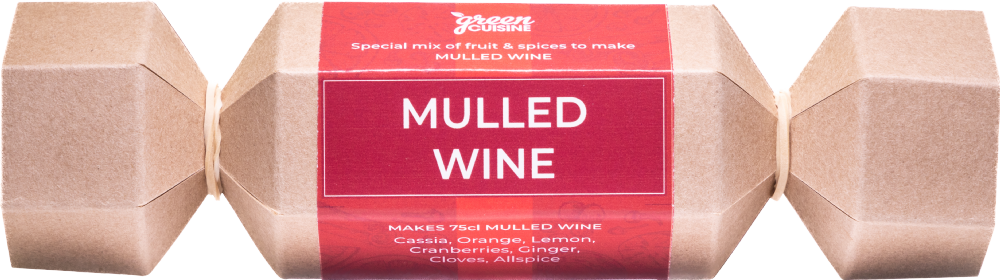 green
CUISINE
Special mix of fruit & spices to make
MULLED WINE
MULLED
WINE
MAKES 75cl MULLED WINE
Cassia, Orange, Lemon,
Cranberries, Ginger,
Cloves, Allspice